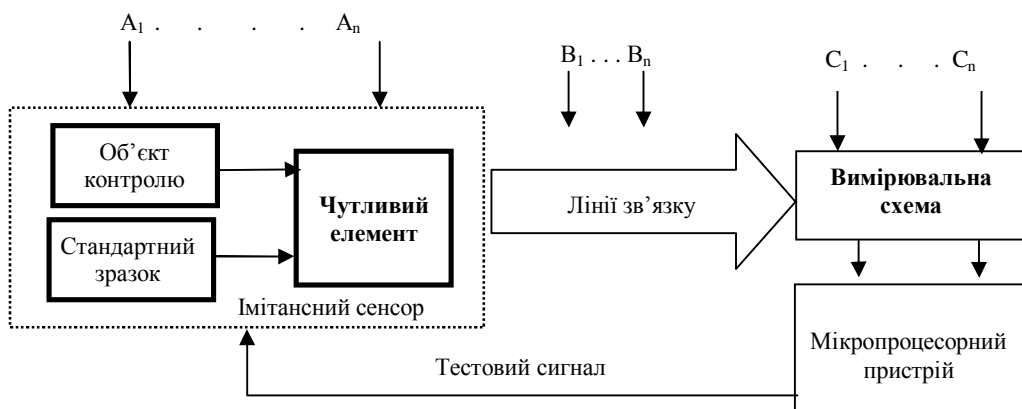 A₁ . . . . Aₙ
B₁ . . . Bₙ
C₁ . . . Cₙ
Об’єкт
контролю
Стандартний
зразок
Чутливий
елемент
Імітансний сенсор
Лінії зв’язку
Вимірювальна
схема
Мікропроцесорний
пристрій
Тестовий сигнал